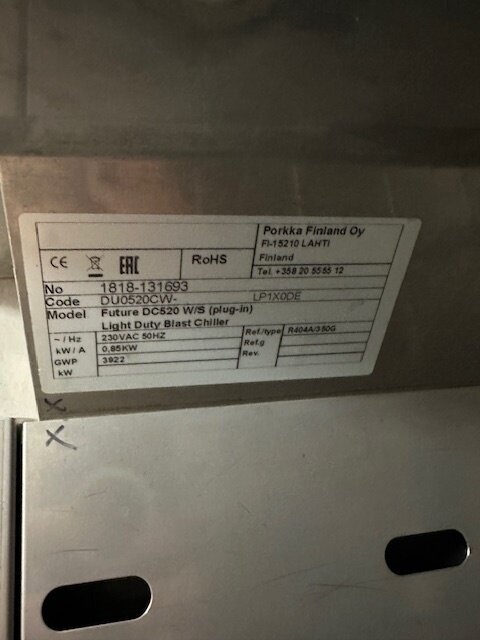 Porkka Finland Oy
FI-15210 LAHTI
Finland
CE EAC RoHS
Tel. +358 20 5555 12
No 1818-131693
Code DU0520CW- LP1X0DE
Model Future DC520 W/S (plug-in)
Light Duty Blast Chiller
~ / Hz 230VAC 50HZ Ref./type R404A/350G
kW / A 0,85KW Ref.g
GWP 3922 Rev.
kW
X
X